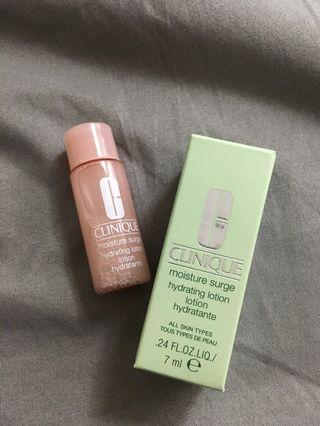 C
CLINIQUE
moisture surge
hydrating lotion
lotion
hydratante
CLINIQUE
moisture surge
hydrating lotion
lotion
hydratante
ALL SKIN TYPES
TOUS TYPES DE PEAU
.24 FL.OZ.LIQ./
7 ml e